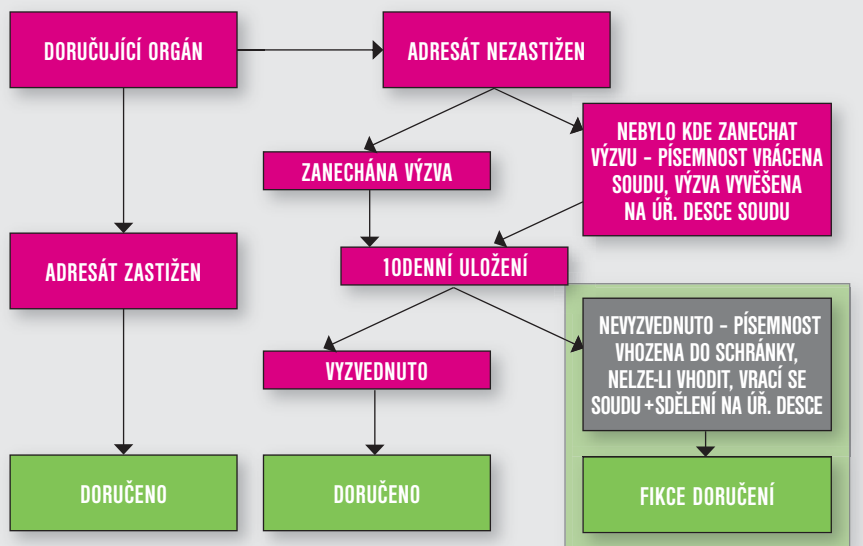 DORUČUJÍCÍ ORGÁN
ADRESÁT NEZASTIŽEN
NEBYLO KDE ZANECHAT
VÝZVU – PÍSEMNOST VRÁCENA
SOUDU, VÝZVA VYVĚŠENA
NA ÚŘ. DESCE SOUDU
ZANECHÁNA VÝZVA
ADRESÁT ZASTIŽEN
10DENNÍ ULOŽENÍ
NEVYZVEDNUTO – PÍSEMNOST
VHOZENA DO SCHRÁNKY,
NELZE-LI VHODIT, VRACÍ SE
SOUDU +SDĚLENÍ NA ÚŘ. DESCE
VYZVEDNUTO
DORUČENO
DORUČENO
FIKCE DORUČENÍ